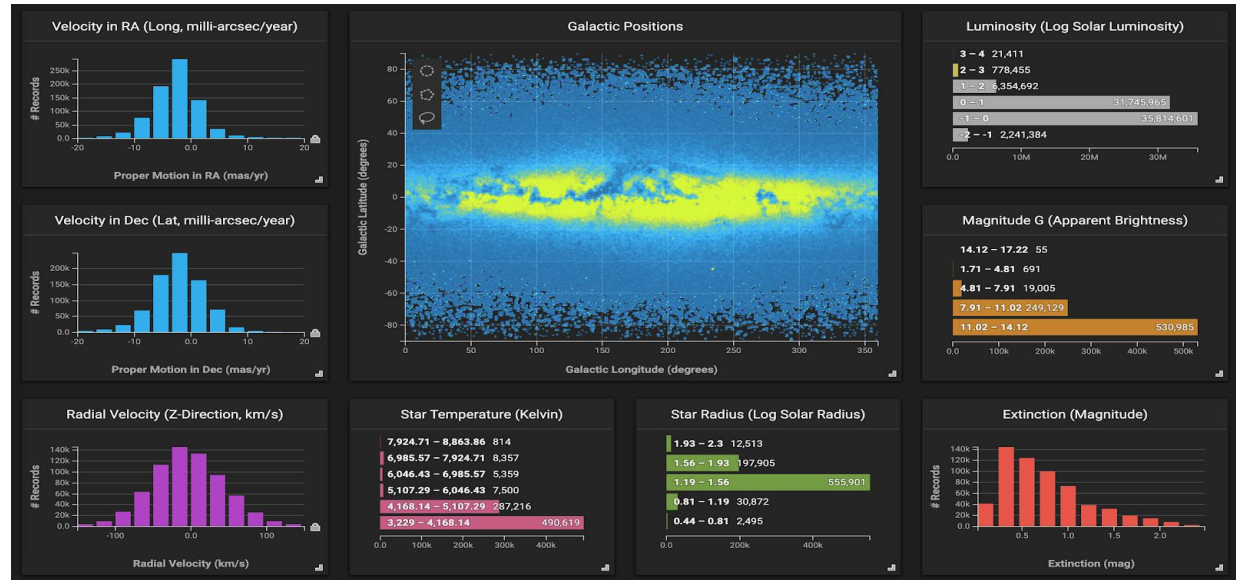 Velocity in RA (Long, milli-arcsec/year)
# Records
250k
200k
150k
100k
50k
0.0
-20 -10 0 10 20
Proper Motion in RA (mas/yr)
Galactic Positions
Galactic Latitude (degrees)
80
60
40
20
0
-20
-40
-60
-80
0 50 100 150 200 250 300 350
Galactic Longitude (degrees)
Luminosity (Log Solar Luminosity)
3 – 4 21,411
2 – 3 778,455
1 – 2 6,354,692
0 – 1 31,745,965
-1 – 0 35,814,601
-2 – -1 2,241,384
0.0 10M 20M 30M
Velocity in Dec (Lat, milli-arcsec/year)
# Records
200k
150k
100k
50k
0.0
-20 -10 0 10 20
Proper Motion in Dec (mas/yr)
Magnitude G (Apparent Brightness)
14.12 – 17.22 55
1.71 – 4.81 691
4.81 – 7.91 19,005
7.91 – 11.02 249,129
11.02 – 14.12 530,985
0.0 100k 200k 300k 400k 500k
Radial Velocity (Z-Direction, km/s)
# Records
140k
120k
100k
80k
60k
40k
20k
0.0
-100 0.0 100
Radial Velocity (km/s)
Star Temperature (Kelvin)
7,924.71 – 8,863.86 814
6,985.57 – 7,924.71 8,357
6,046.43 – 6,985.57 5,359
5,107.29 – 6,046.43 7,500
4,168.14 – 5,107.29 287,216
3,229 – 4,168.14 490,619
0.0 100k 200k 300k 400k
Star Radius (Log Solar Radius)
1.93 – 2.3 12,513
1.56 – 1.93 197,905
1.19 – 1.56 555,901
0.81 – 1.19 30,872
0.44 – 0.81 2,495
0.0 200k 400k
Extinction (Magnitude)
# Records
140k
120k
100k
80k
60k
40k
20k
0.0
0.5 1.0 1.5 2.0
Extinction (mag)